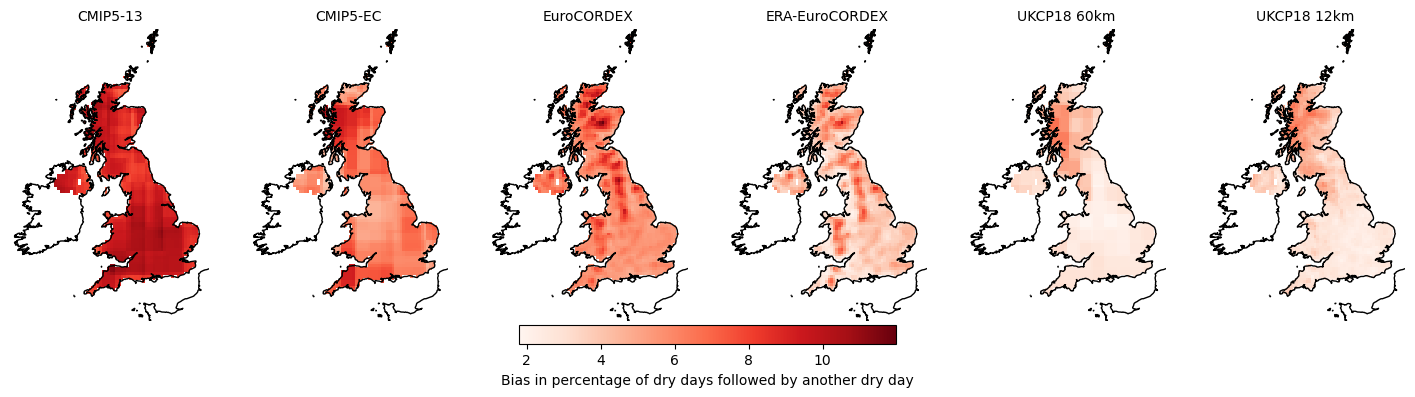 CMIP5-13
CMIP5-EC
EuroCORDEX
ERA-EuroCORDEX
UKCP18 60km
UKCP18 12km
2 4 6 8 10
Bias in percentage of dry days followed by another dry day